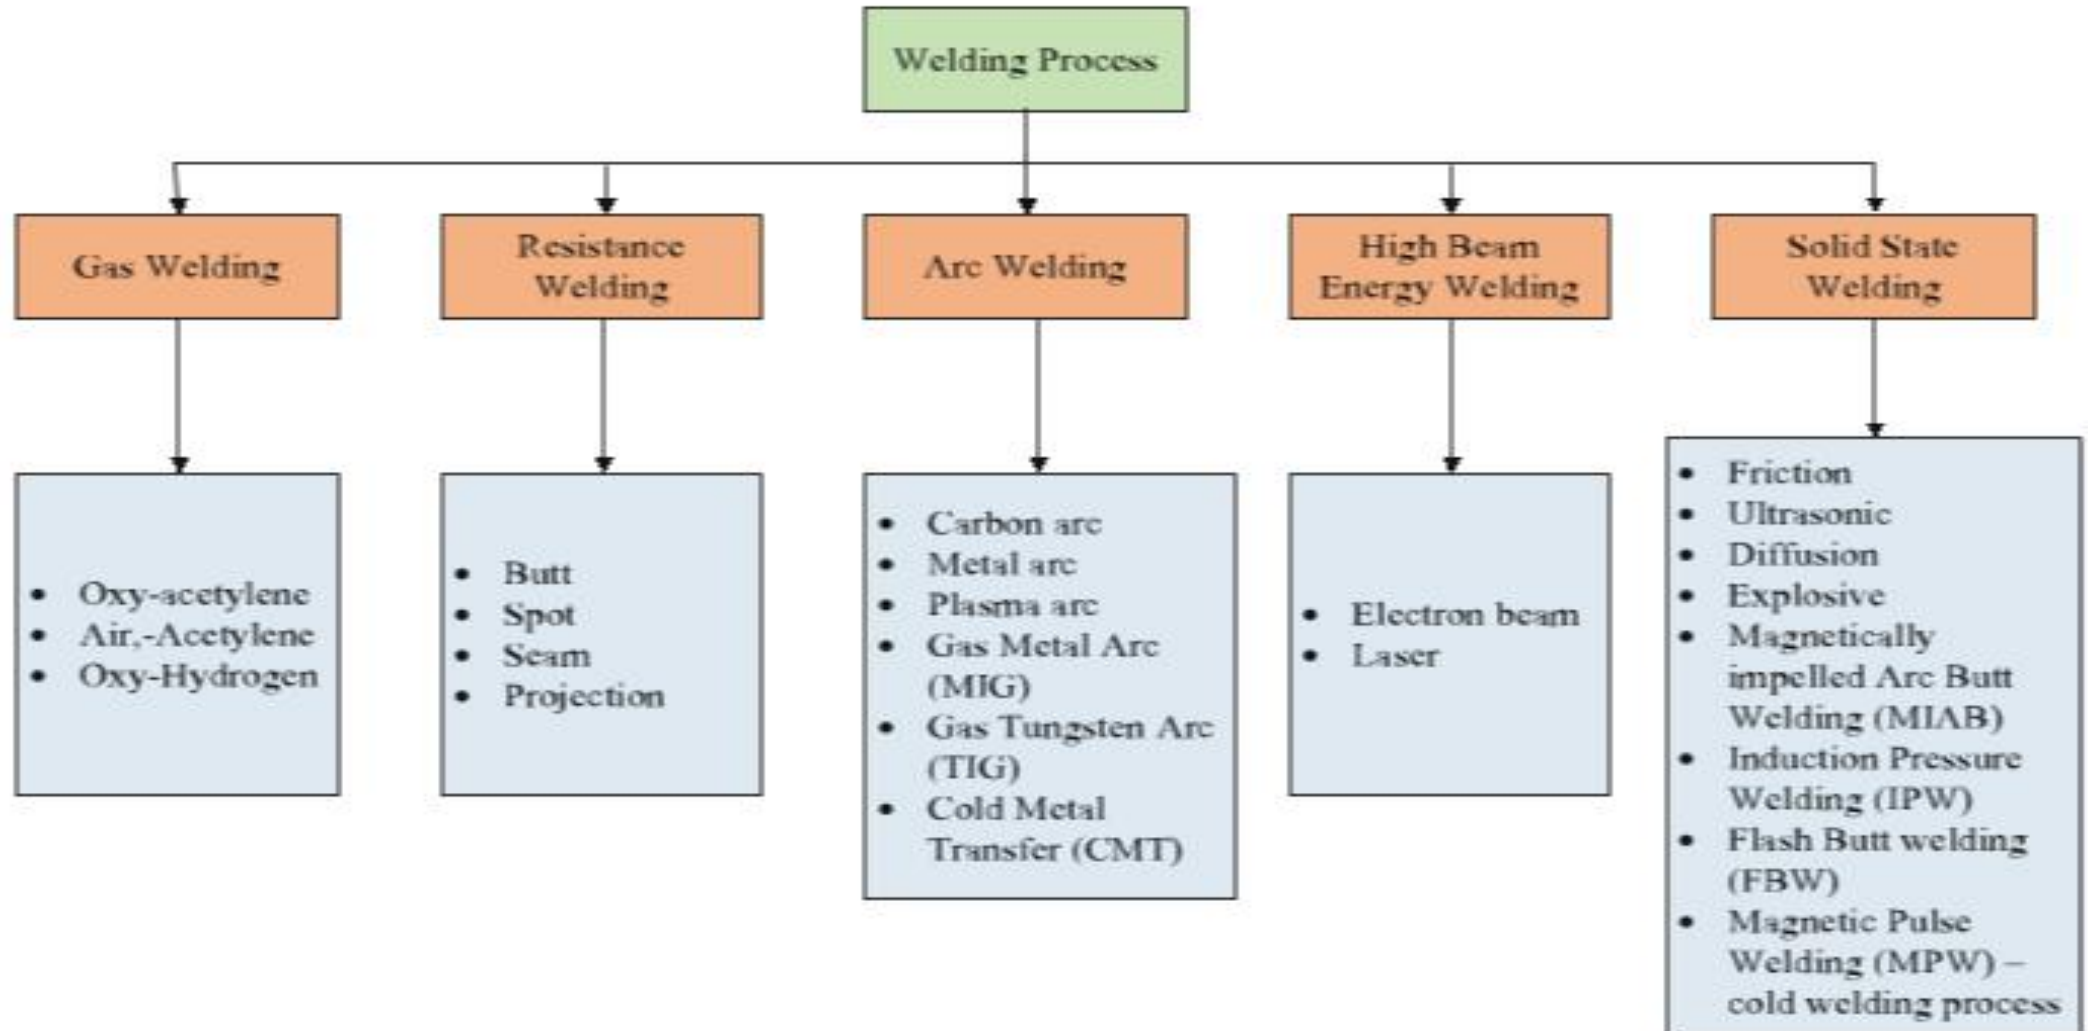 Welding Process
Gas Welding
Resistance
Welding
Arc Welding
High Beam
Energy Welding
Solid State
Welding
• Oxy-acetylene
• Air,-Acetylene
• Oxy-Hydrogen
• Butt
• Spot
• Seam
• Projection
• Carbon arc
• Metal arc
• Plasma arc
• Gas Metal Arc
(MIG)
• Gas Tungsten Arc
(TIG)
• Cold Metal
Transfer (CMT)
• Electron beam
• Laser
• Friction
• Ultrasonic
• Diffusion
• Explosive
• Magnetically
impelled Arc Butt
Welding (MIAB)
• Induction Pressure
Welding (IPW)
• Flash Butt welding
(FBW)
• Magnetic Pulse
Welding (MPW) –
cold welding process